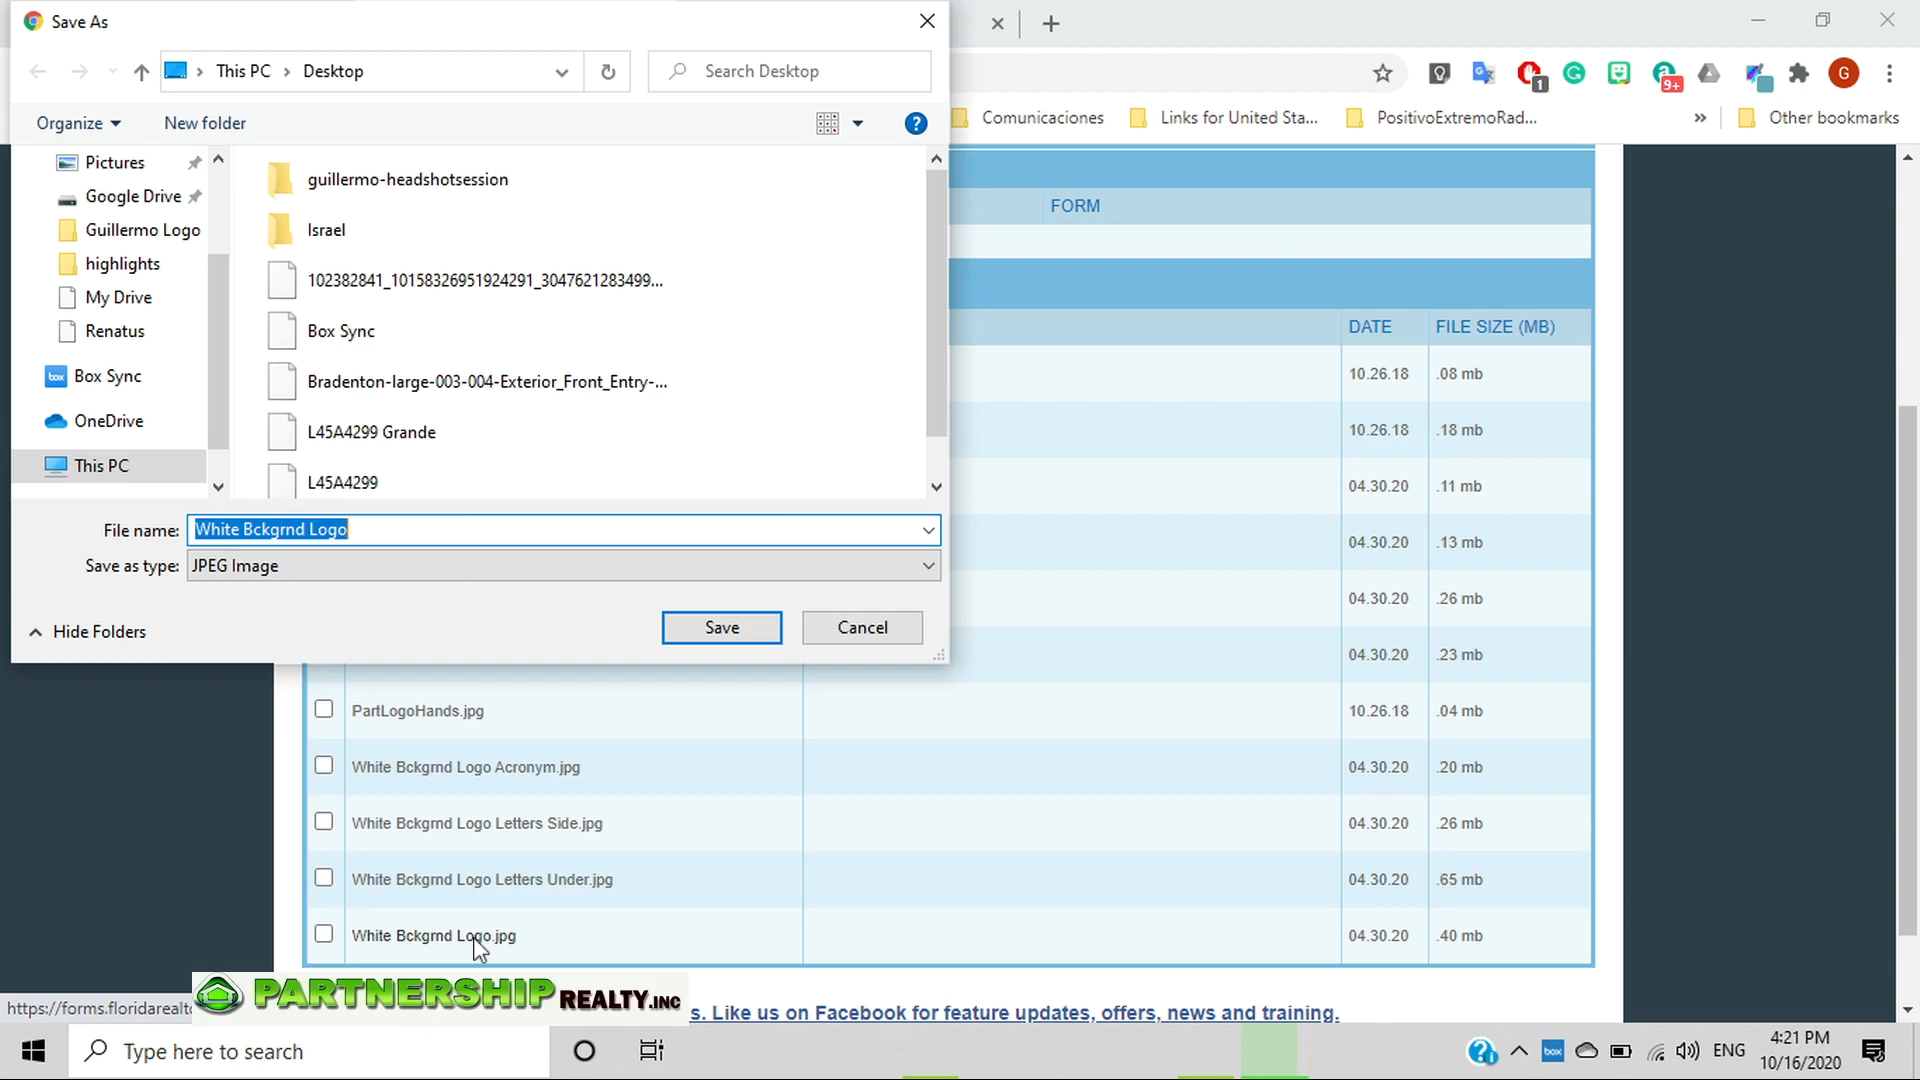 Save As
This PC
Desktop
Search Desktop
Organize
New folder
?
Pictures
Google Drive
Guillermo Logo
highlights
My Drive
Renatus
box
Box Sync
OneDrive
This PC
guillermo-headshotsession
Israel
102382841_10158326951924291_3047621283499...
Box Sync
Bradenton-large-003-004-Exterior_Front_Entry-...
L45A4299 Grande
L45A4299
File name: White Bckgrnd Logo
Save as type: JPEG Image
Hide Folders
Save
Cancel
1
9+
G
Comunicaciones
Links for United Sta...
PositivoExtremoRad...
»
Other bookmarks
FORM
DATE FILE SIZE (MB)
10.26.18 .08 mb
10.26.18 .18 mb
04.30.20 .11 mb
04.30.20 .13 mb
04.30.20 .26 mb
04.30.20 .23 mb
PartLogoHands.jpg 10.26.18 .04 mb
White Bckgrnd Logo Acronym.jpg 04.30.20 .20 mb
White Bckgrnd Logo Letters Side.jpg 04.30.20 .26 mb
White Bckgrnd Logo Letters Under.jpg 04.30.20 .65 mb
White Bckgrnd Logo.jpg 04.30.20 .40 mb
https://forms.floridarealt
PARTNERSHIP REALTY.INC
s. Like us on Facebook for feature updates, offers, news and training.
Type here to search
?
box
ENG
4:21 PM
10/16/2020